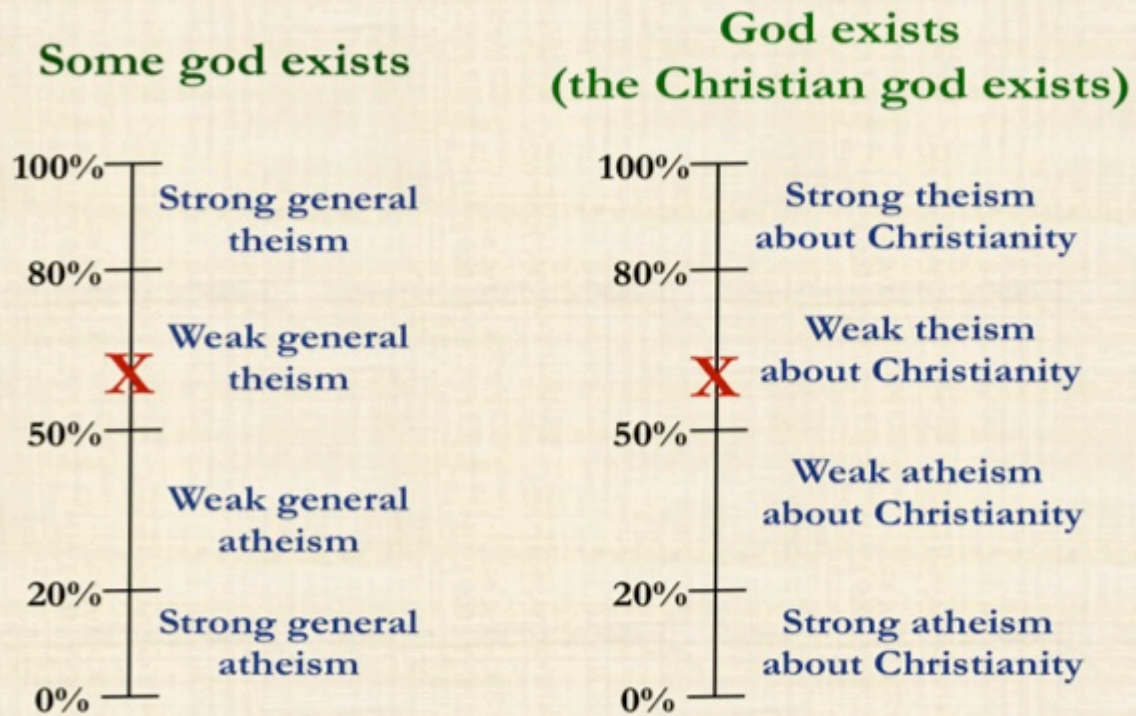 Some god exists
100%
Strong general
theism
80%
Weak general
theism
X
50%
Weak general
atheism
20%
Strong general
atheism
0%
God exists
(the Christian god exists)
100%
Strong theism
about Christianity
80%
Weak theism
about Christianity
X
50%
Weak atheism
about Christianity
20%
Strong atheism
about Christianity
0%